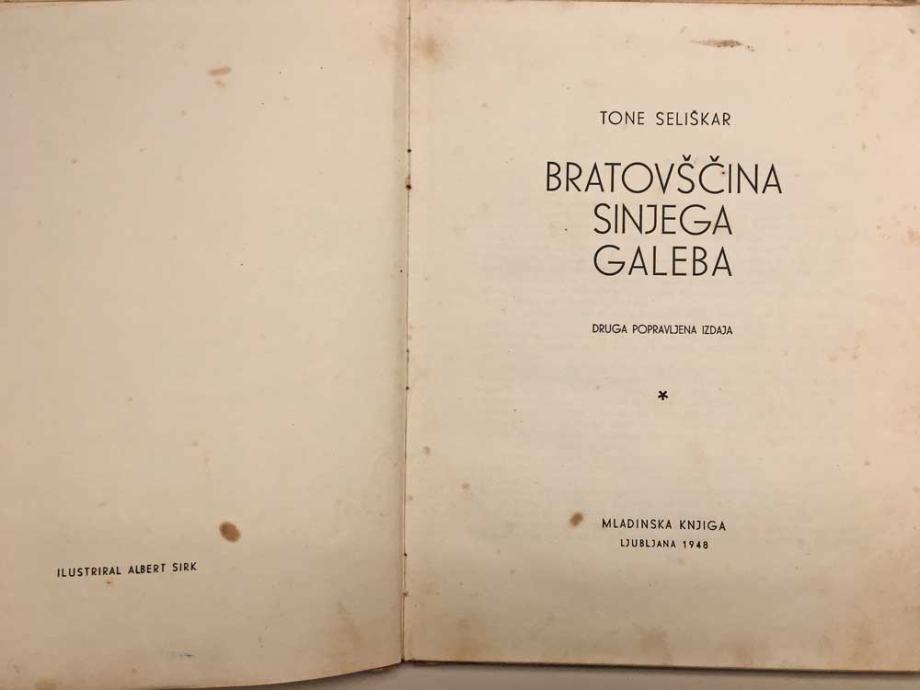 ILUSTRIRAL ALBERT SIRK
TONE SELIŠKAR
BRATOVŠČINA
SINJEGA
GALEBA
DRUGA POPRAVLJENA IZDAJA
*
MLADINSKA KNJIGA
LJUBLJANA 1948